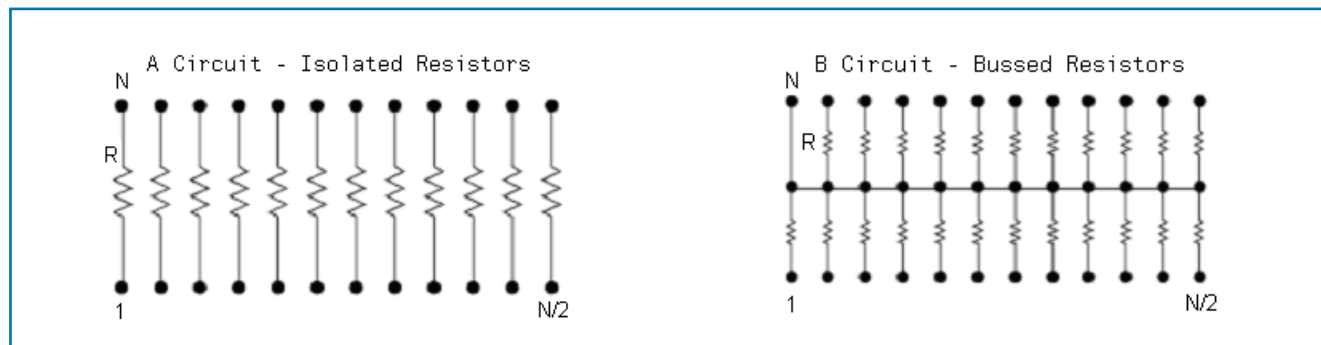 A Circuit - Isolated Resistors
N
R
1
N/2
B Circuit - Bussed Resistors
N
R
1
N/2